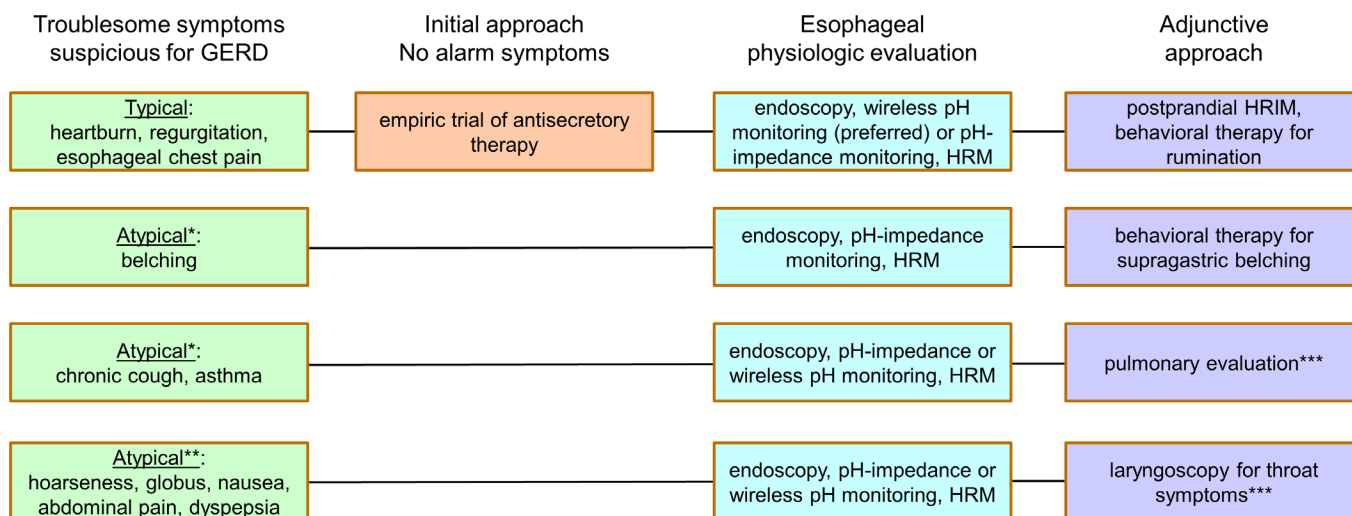 Troublesome symptoms
suspicious for GERD
Initial approach
No alarm symptoms
Esophageal
physiologic evaluation
Adjunctive
approach
Typical:
heartburn, regurgitation,
esophageal chest pain
empiric trial of antisecretory
therapy
endoscopy, wireless pH
monitoring (preferred) or pH-
impedance monitoring, HRM
postprandial HRIM,
behavioral therapy for
rumination
Atypical*:
belching
endoscopy, pH-impedance
monitoring, HRM
behavioral therapy for
supragastric belching
Atypical*:
chronic cough, asthma
endoscopy, pH-impedance or
wireless pH monitoring, HRM
pulmonary evaluation***
Atypical**:
hoarseness, globus, nausea,
abdominal pain, dyspepsia
endoscopy, pH-impedance or
wireless pH monitoring, HRM
laryngoscopy for throat
symptoms***